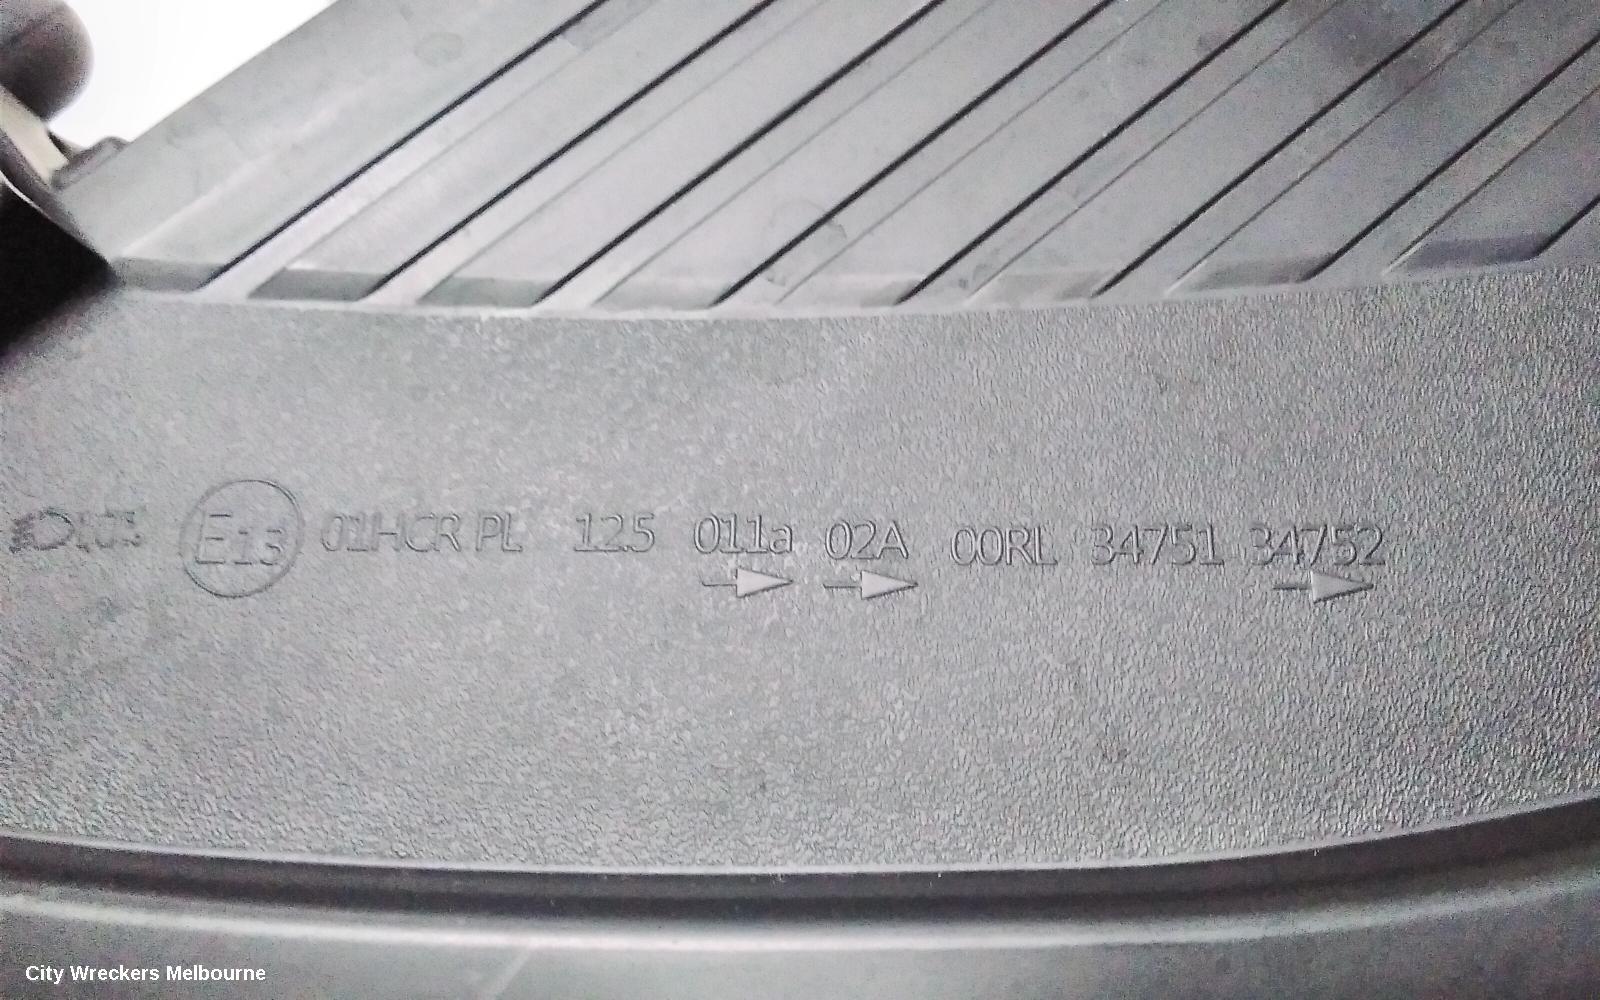 E13 01HCR PL 12.5 011a 02A 00RL 34751 34752
City Wreckers Melbourne